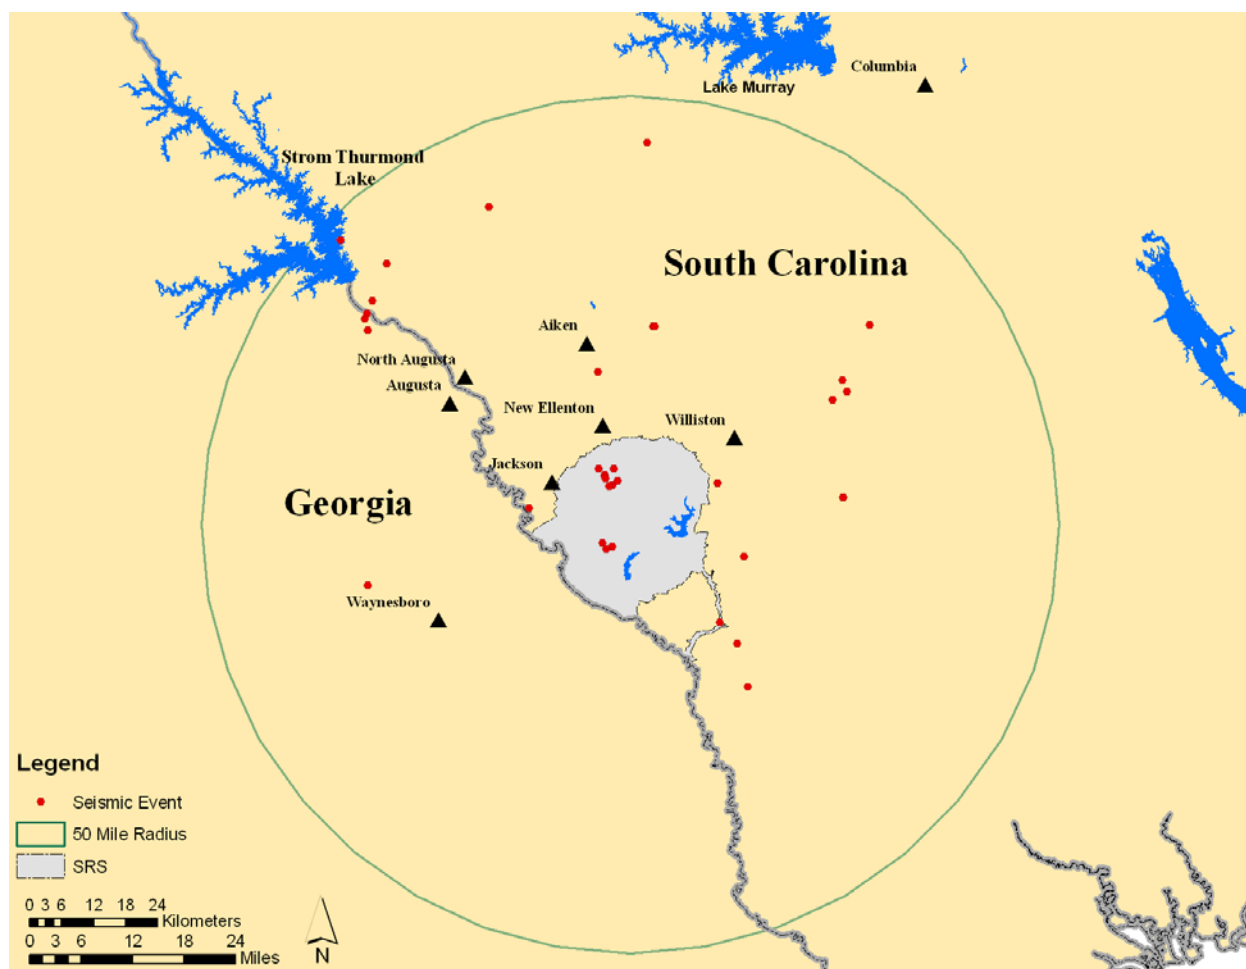 Columbia
Lake Murray
Strom Thurmond
Lake
South Carolina
Aiken
North Augusta
Augusta
New Ellenton
Williston
Jackson
Georgia
Waynesboro
Legend
Seismic Event
50 Mile Radius
SRS
0 3 6 12 18 24
Kilometers
0 3 6 12 18 24
Miles
N